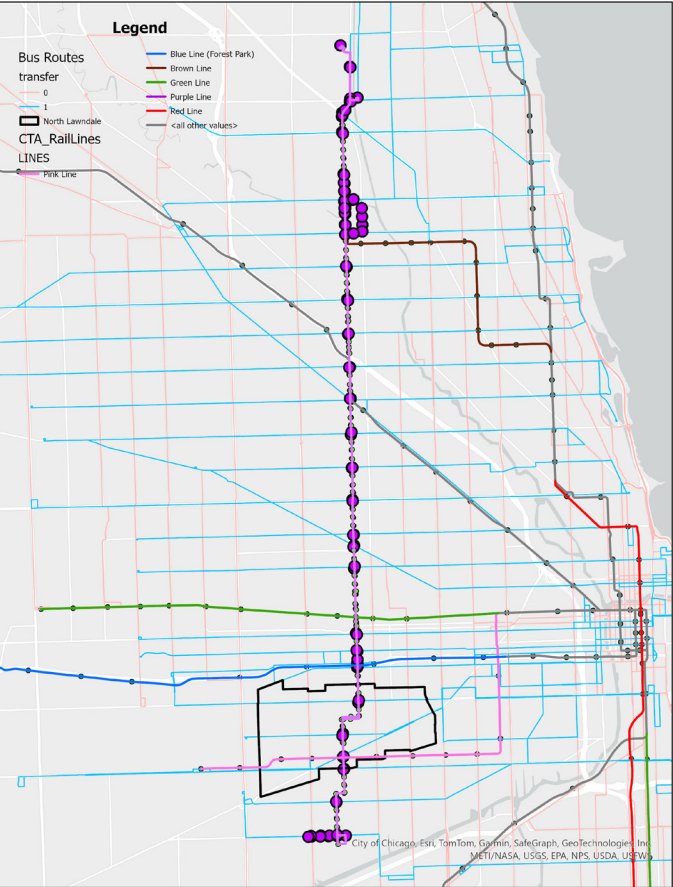 Legend
Bus Routes
transfer
0
1
North Lawndale
CTA_RailLines
LINES
Pink Line
Blue Line (Forest Park)
Brown Line
Green Line
Purple Line
Red Line
<all other values>
City of Chicago, Esri, TomTom, Garmin, SafeGraph, GeoTechnologies, Inc,
METI/NASA, USGS, EPA, NPS, USDA, USFWS